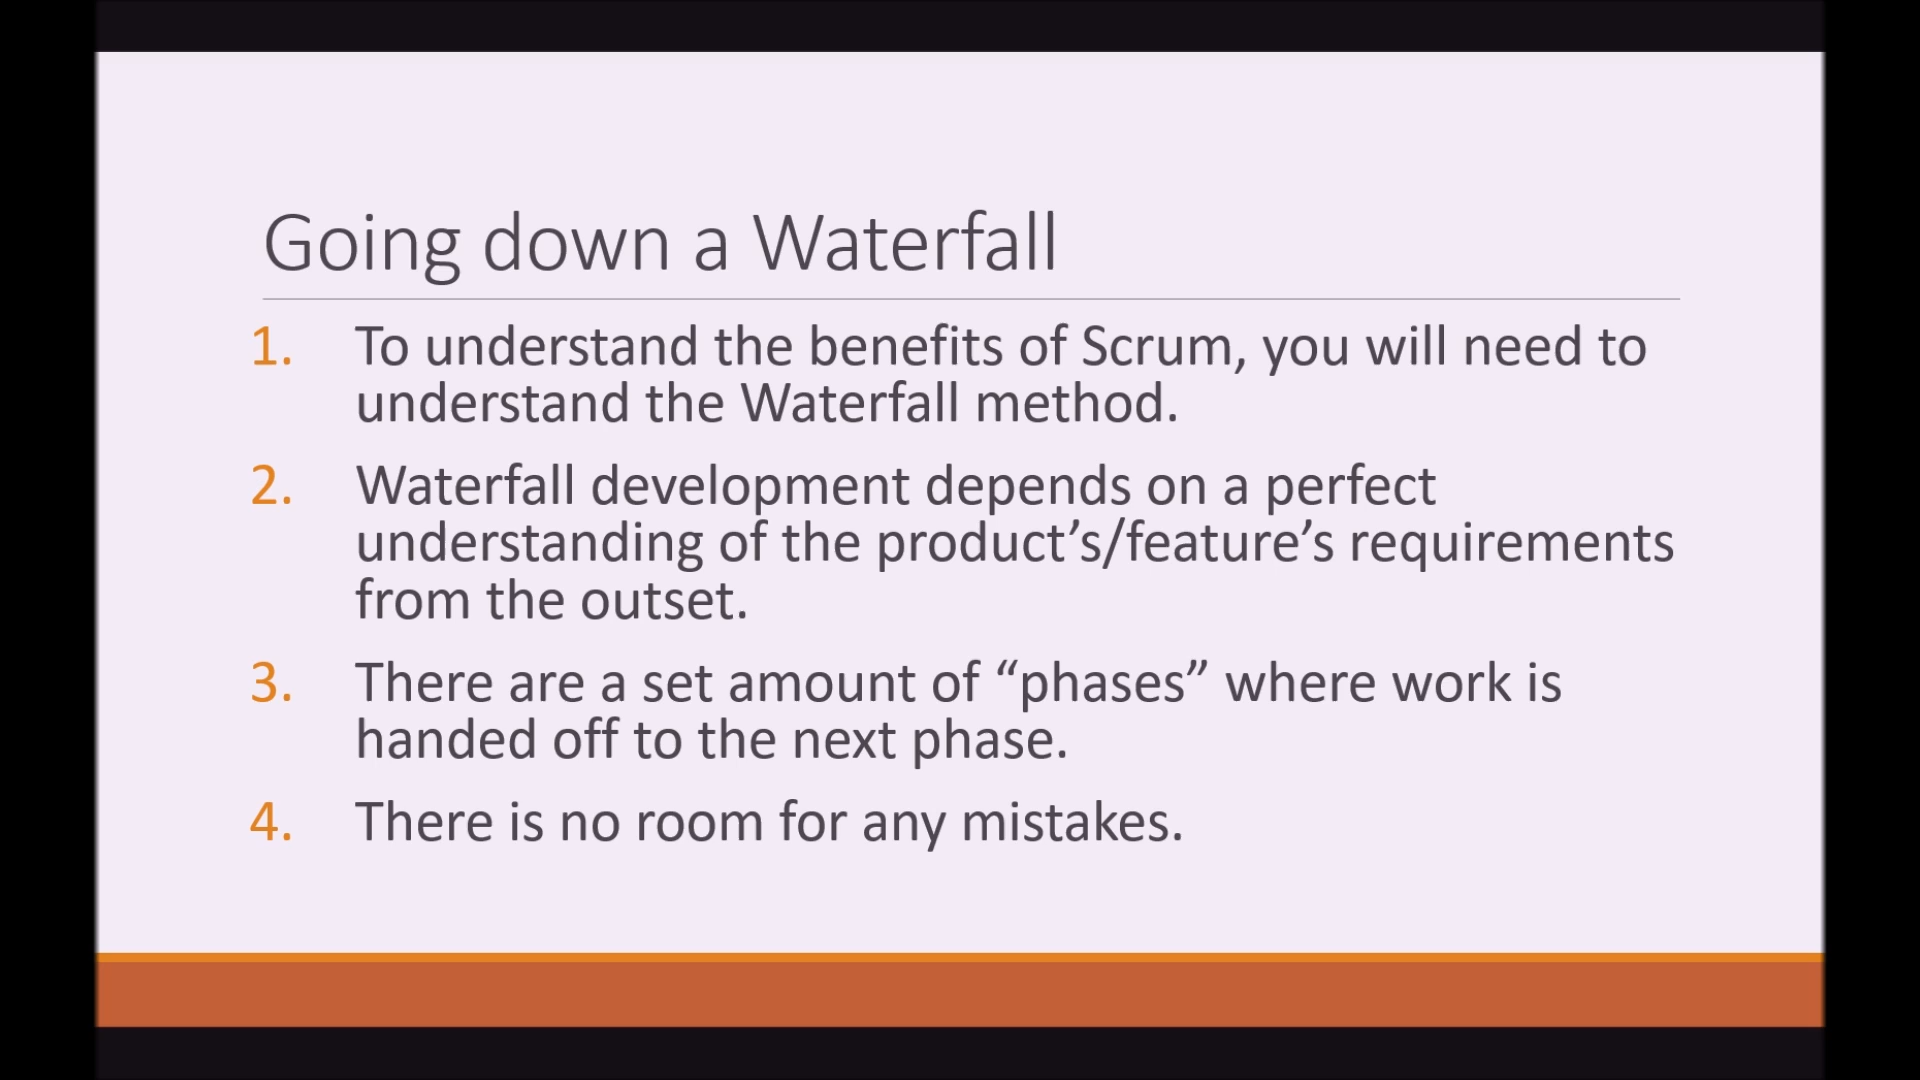 Going down a Waterfall
1. To understand the benefits of Scrum, you will need to
understand the Waterfall method.
2. Waterfall development depends on a perfect
understanding of the product’s/feature’s requirements
from the outset.
3. There are a set amount of “phases” where work is
handed off to the next phase.
4. There is no room for any mistakes.